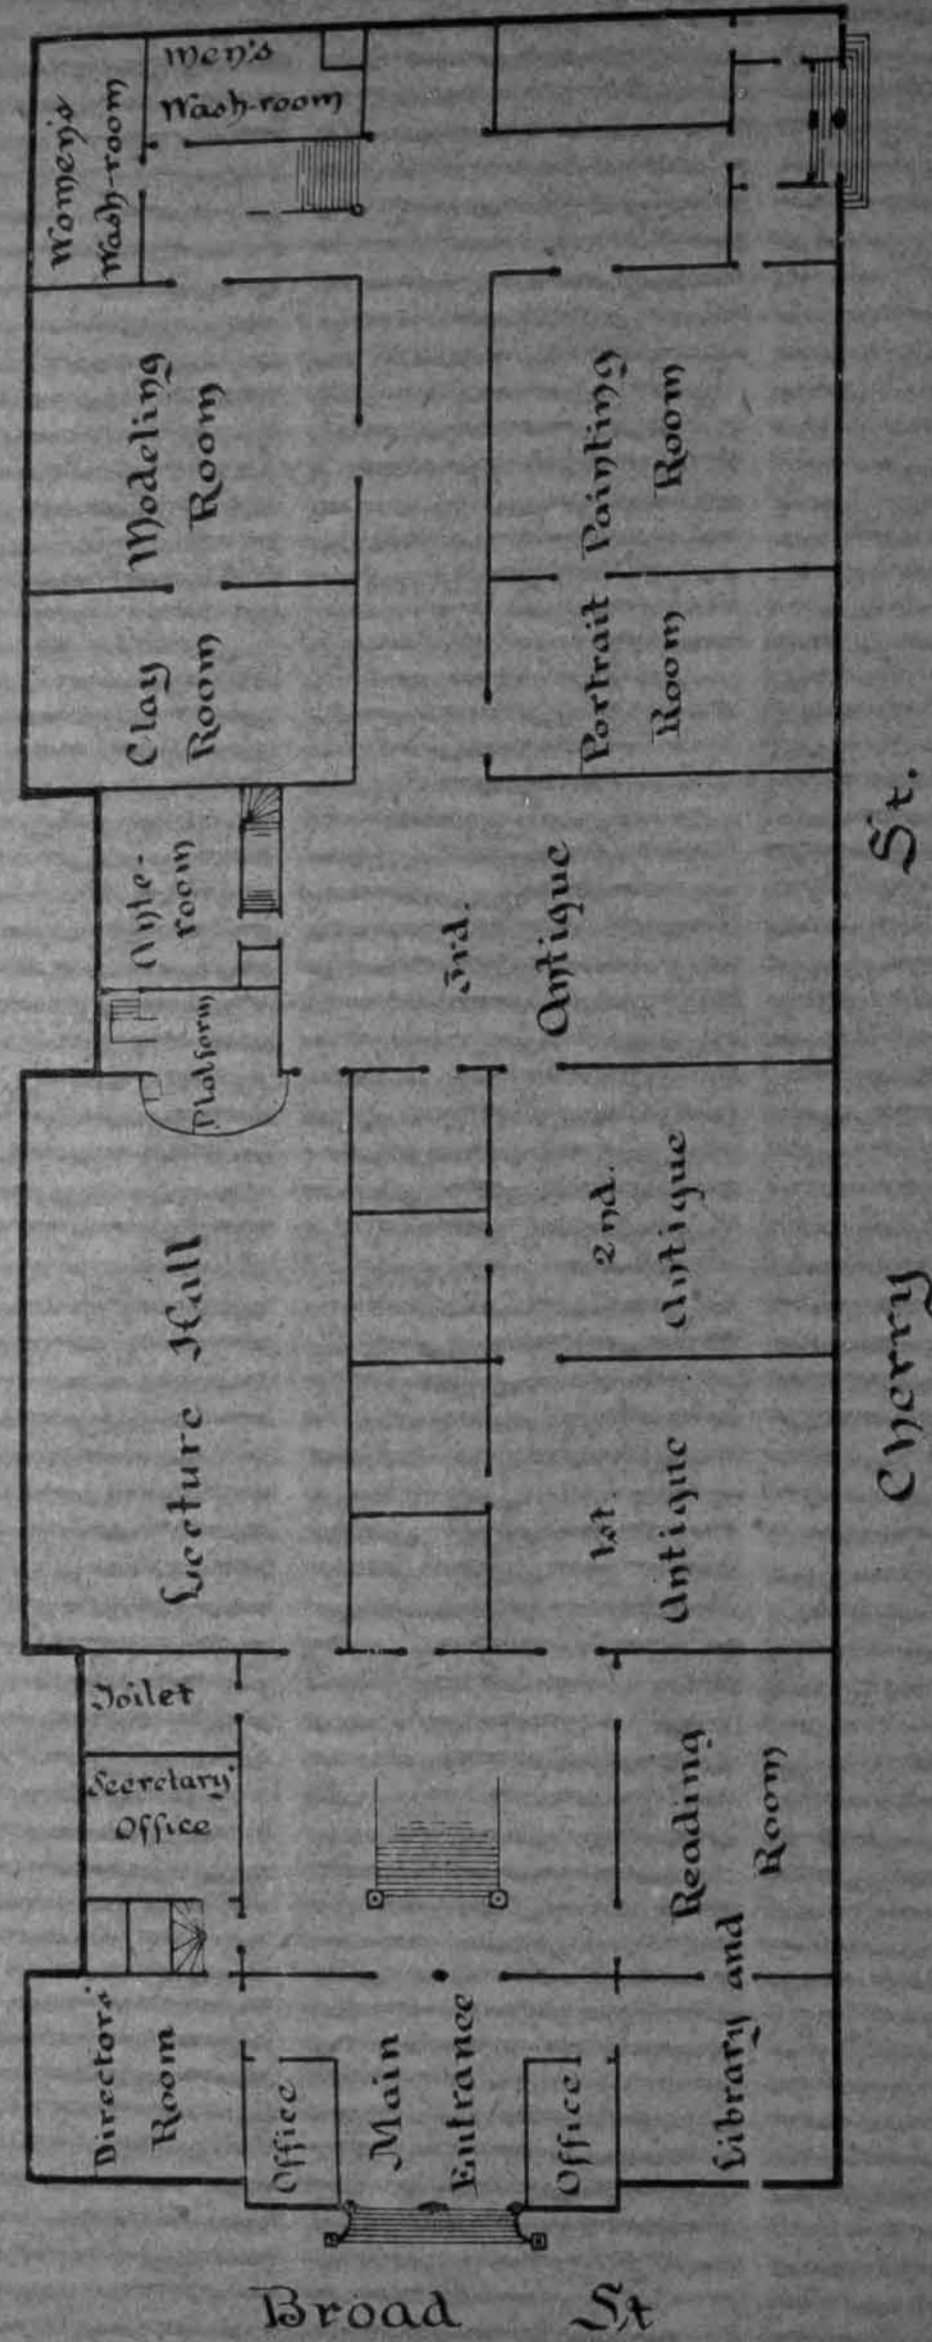 Women's
Wash-room
Men's
Wash-room
Modeling
Room
Painting
Room
Clay
Room
Portrait
Room
Ante-
room
3rd.
Antique
Platform
Lecture Hall
2nd.
Antique
1st
Antique
Toilet
Secretary'
Office
Reading
Room
Directors'
Room
Office
Main
Entrance
Office
Library and
Cherry St.
Broad St